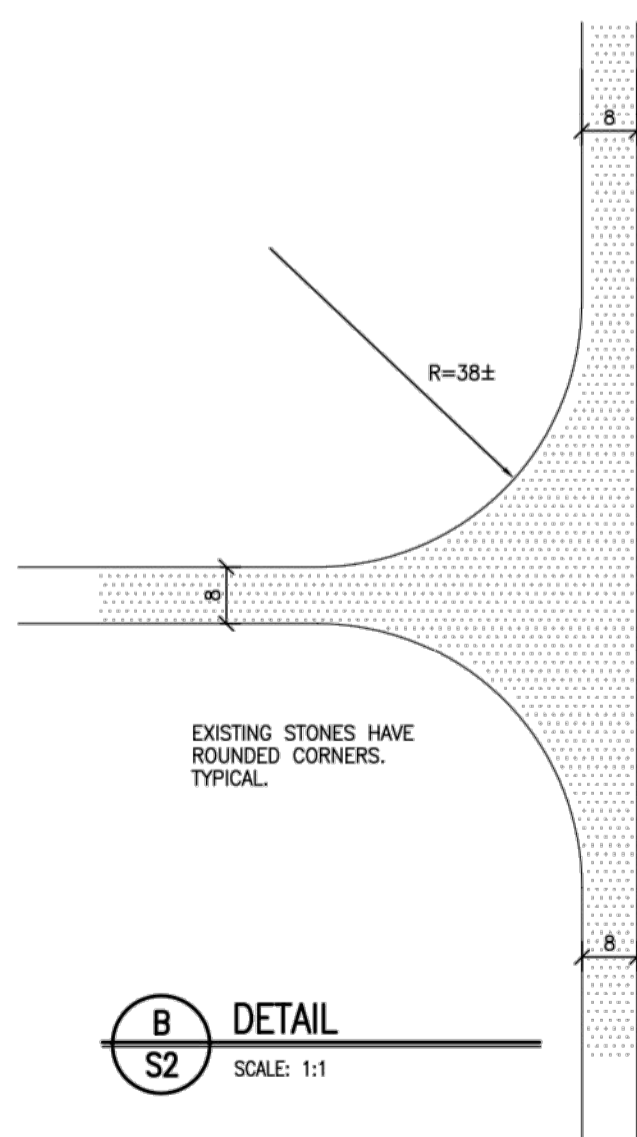 8
R=38±
8
EXISTING STONES HAVE
ROUNDED CORNERS.
TYPICAL.
8
B
S2
DETAIL
SCALE: 1:1